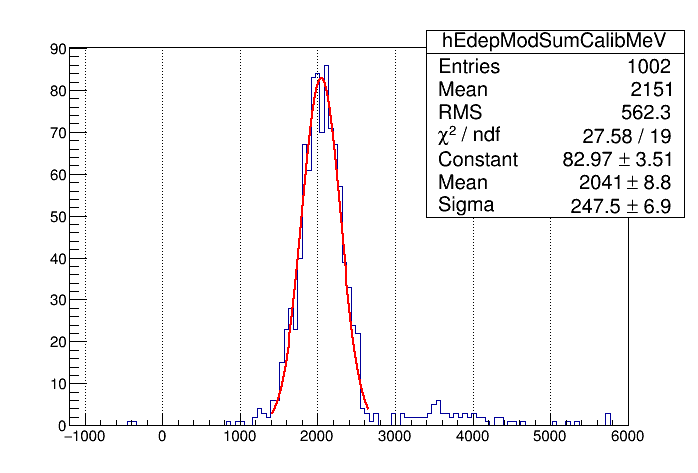 hEdepModSumCalibMeV
Entries 1002
Mean 2151
RMS 562.3
χ² / ndf 27.58 / 19
Constant 82.97 ± 3.51
Mean 2041 ± 8.8
Sigma 247.5 ± 6.9
90
80
70
60
50
40
30
20
10
0
−1000 0 1000 2000 3000 4000 5000 6000